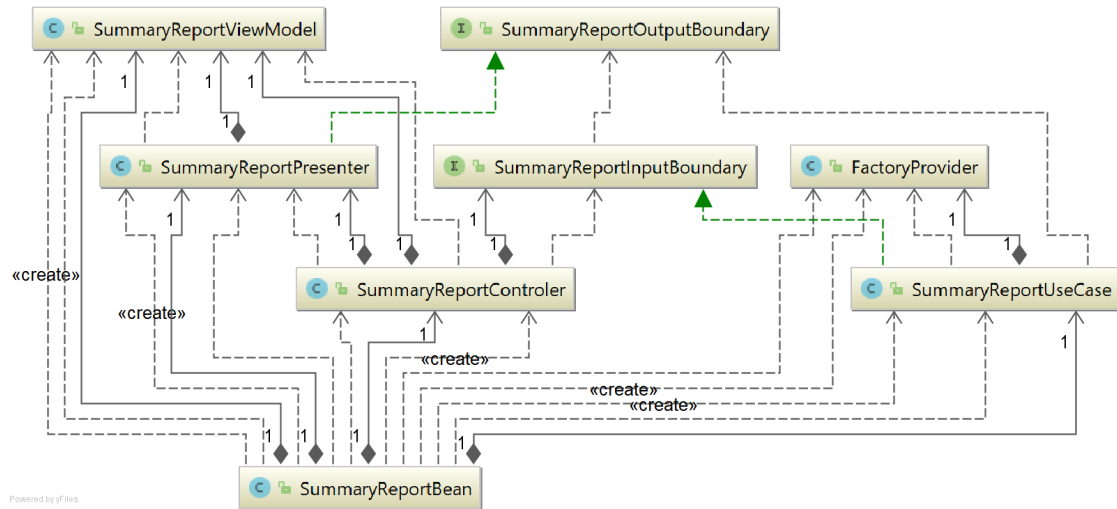 C SummaryReportViewModel
I SummaryReportOutputBoundary
1
1
1
1
C SummaryReportPresenter
I SummaryReportInputBoundary
C FactoryProvider
1
1
1
1
1
1
1
1
«create»
C SummaryReportControler
C SummaryReportUseCase
«create»
1
1
«create»
«create»
«create»
1
1
1
1
C SummaryReportBean
Powered by yFiles